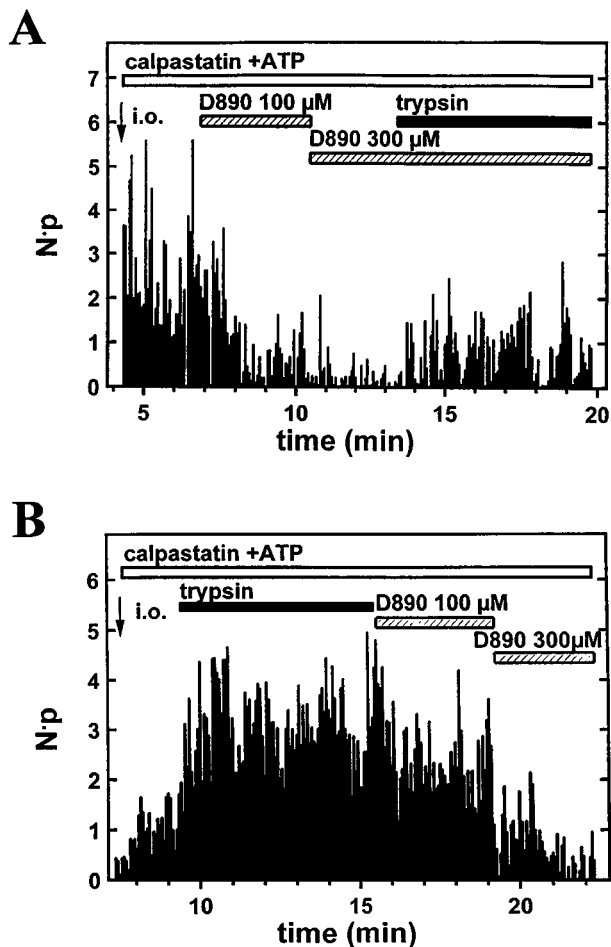 A
calpastatin +ATP
i.o.
D890 100 µM
trypsin
D890 300 µM
7
6
5
4
3
2
1
0
N·p
5
10
15
20
time (min)
B
calpastatin +ATP
i.o.
trypsin
D890 100 µM
D890 300µM
6
5
4
3
2
1
0
N·p
10
15
20
time (min)